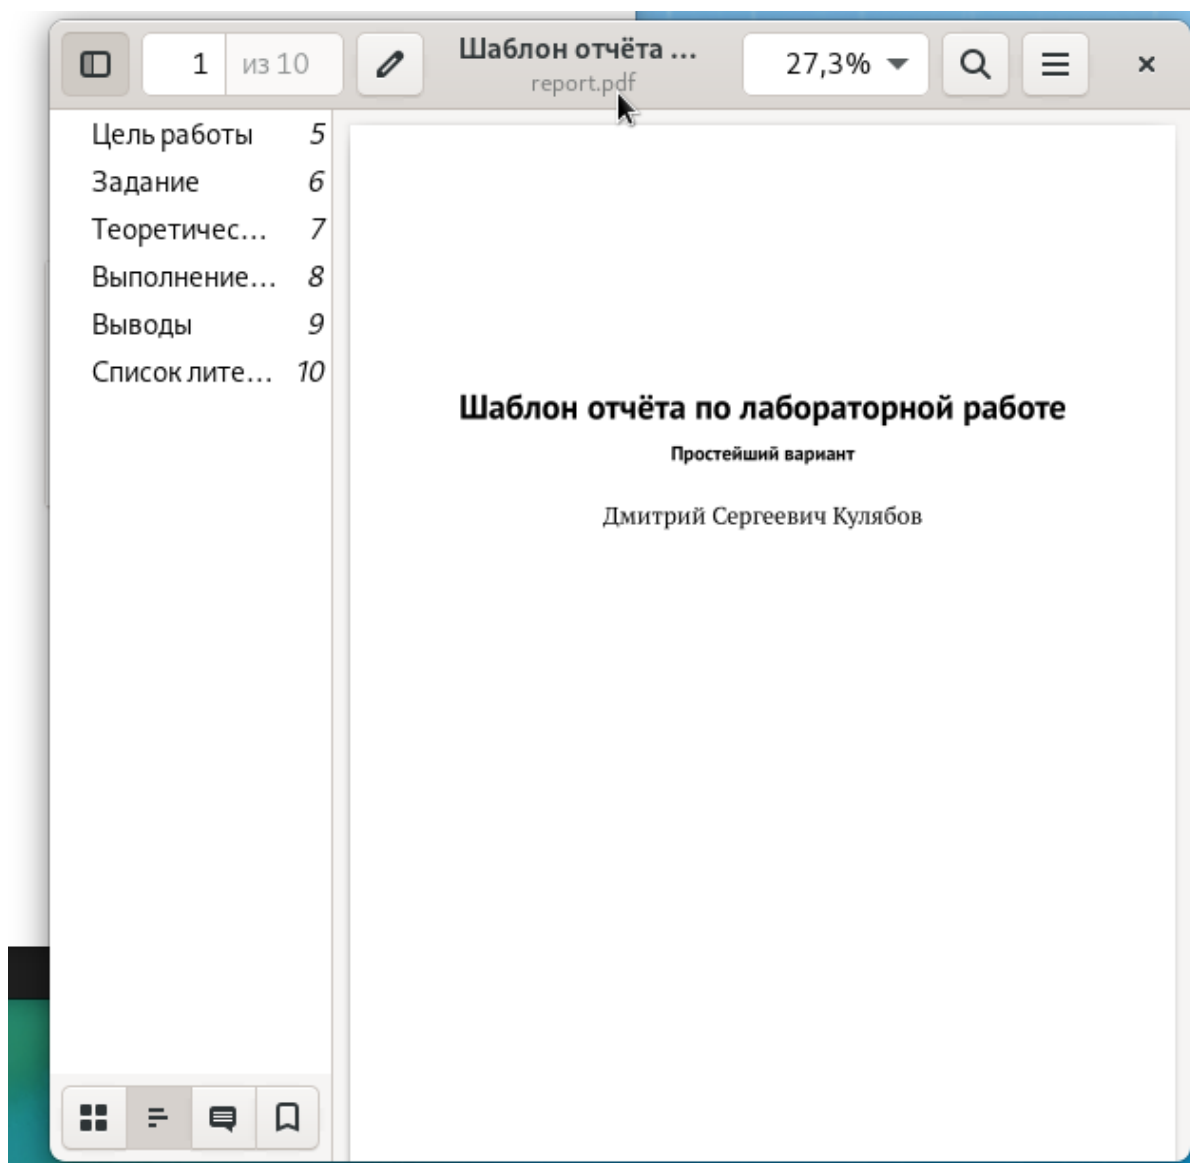 1 из 10 Шаблон отчёта ... 27,3%
report.pdf
Цель работы 5
Задание 6
Теоретичес... 7
Выполнение... 8
Выводы 9
Список лите... 10
Шаблон отчёта по лабораторной работе
Простейший вариант
Дмитрий Сергеевич Кулябов